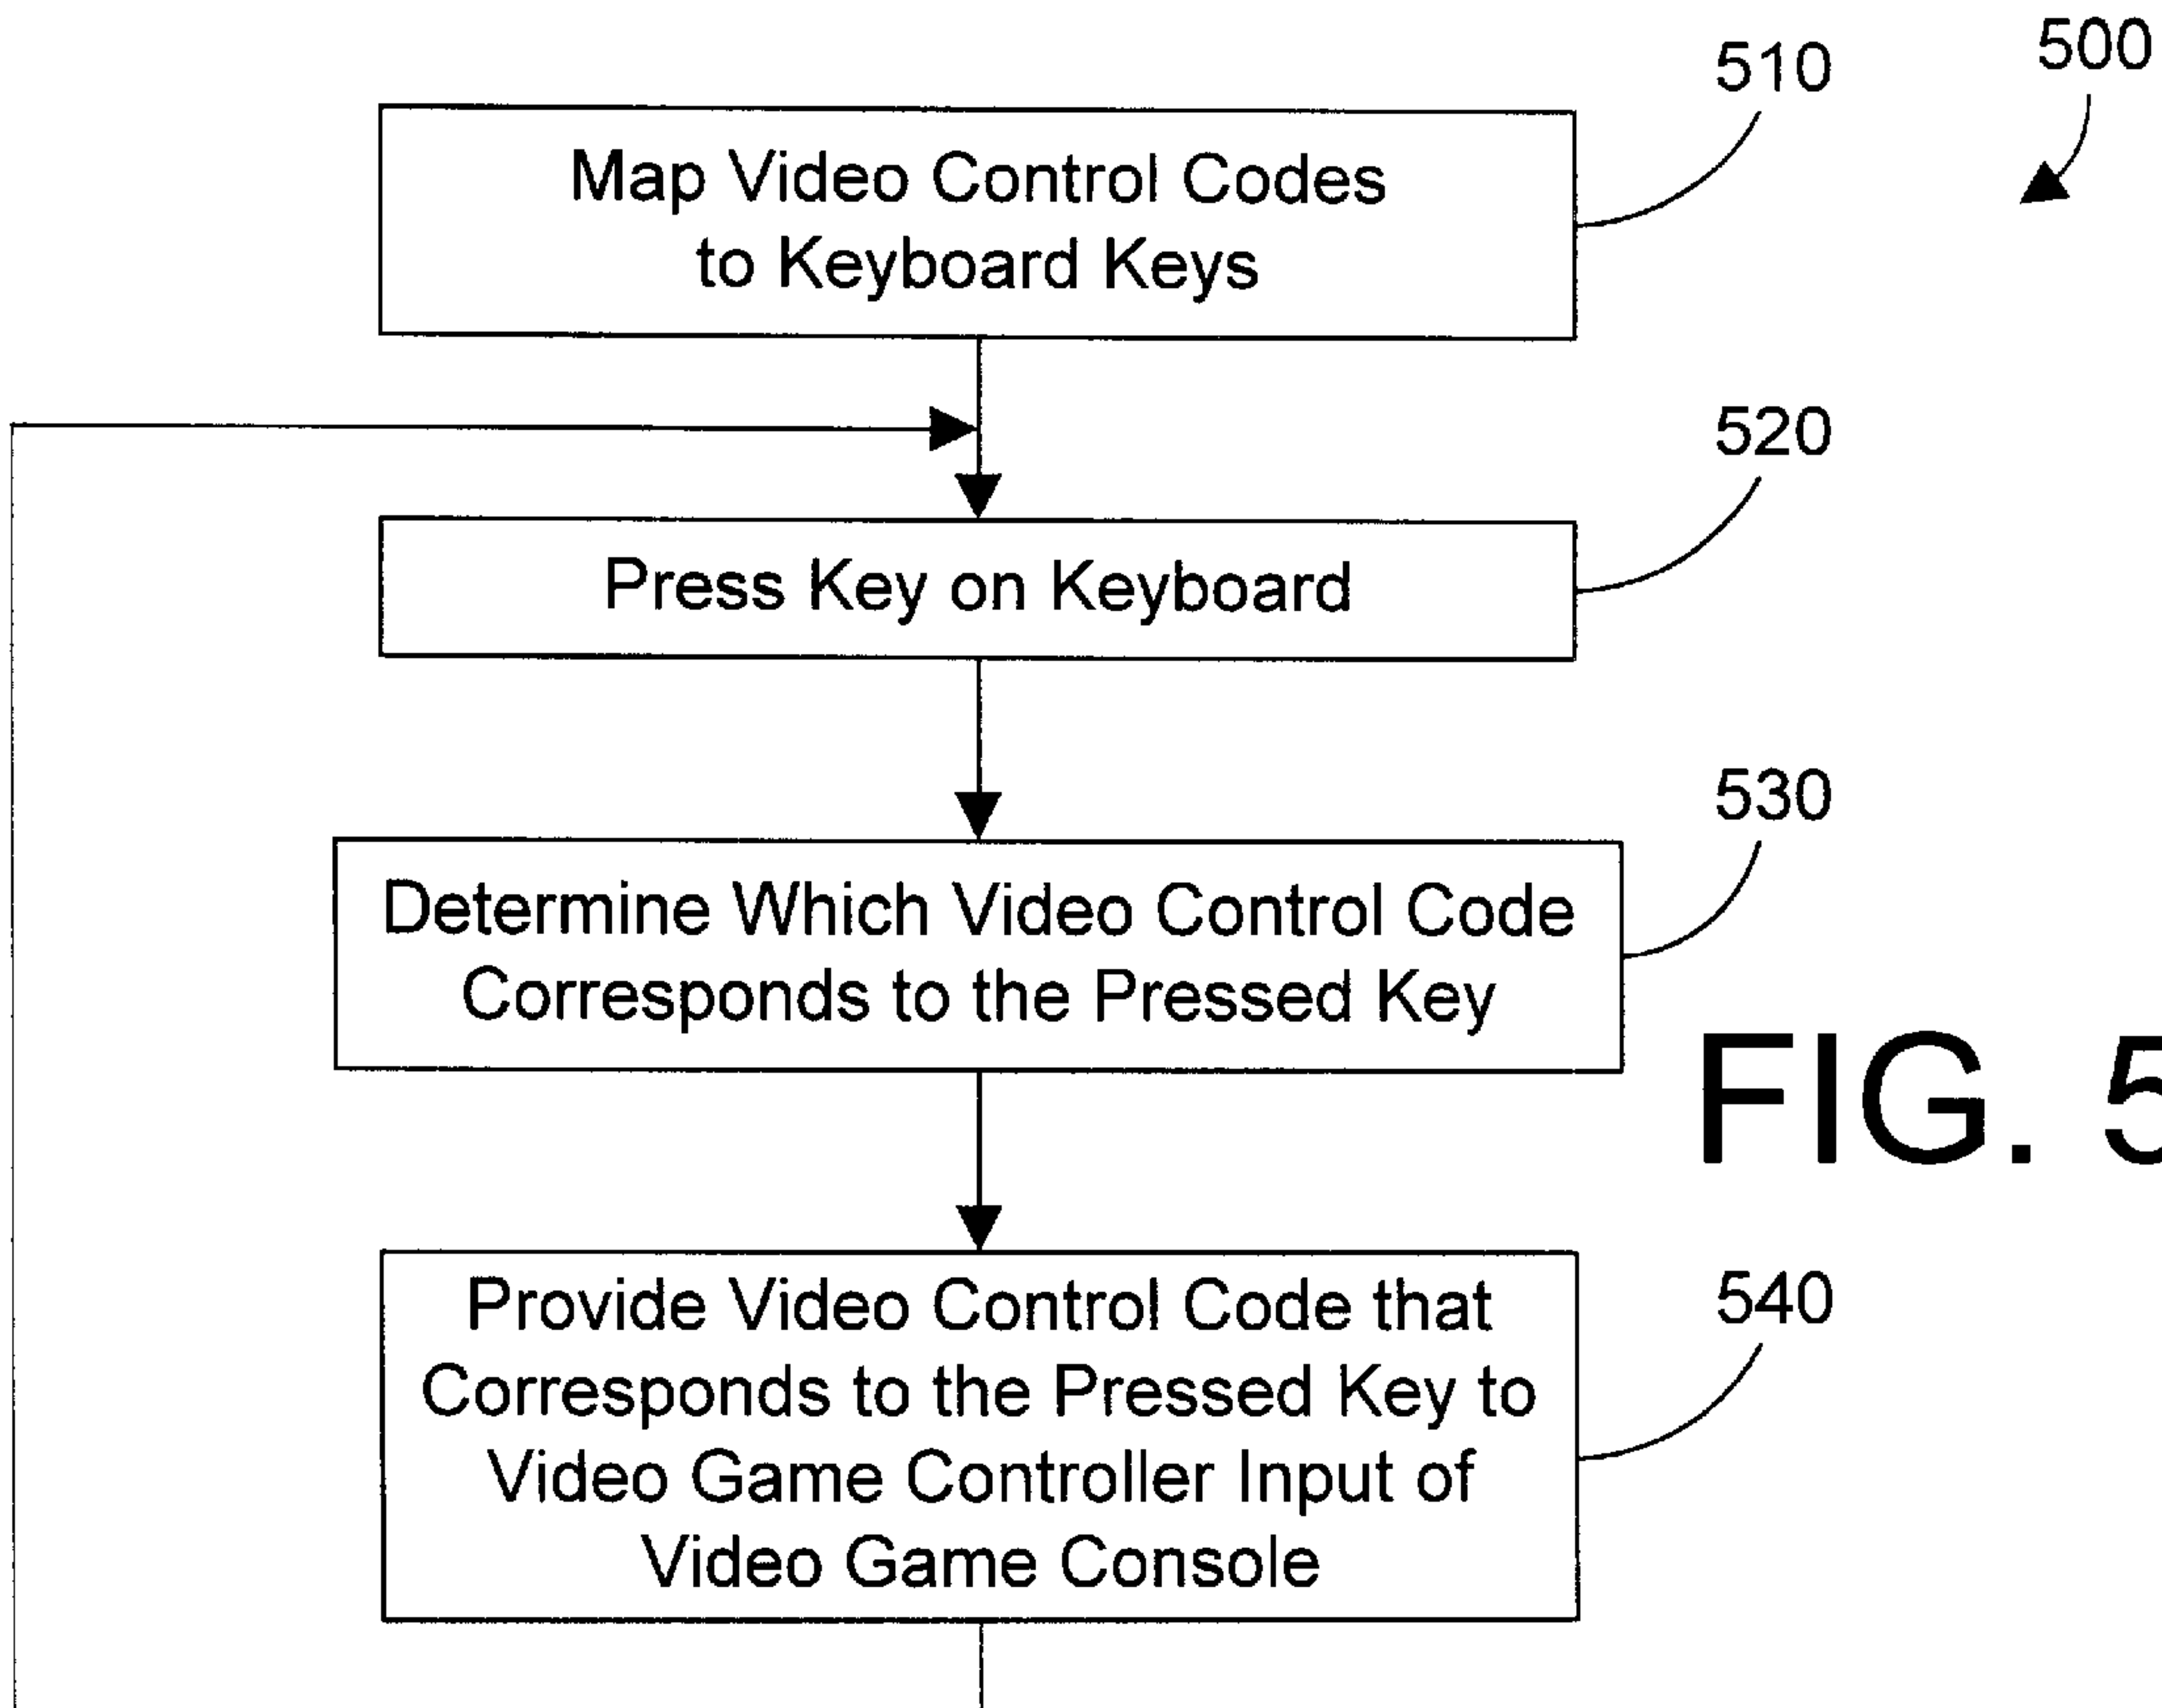 500
510
Map Video Control Codes
to Keyboard Keys
520
Press Key on Keyboard
530
Determine Which Video Control Code
Corresponds to the Pressed Key
FIG. 5
540
Provide Video Control Code that
Corresponds to the Pressed Key to
Video Game Controller Input of
Video Game Console